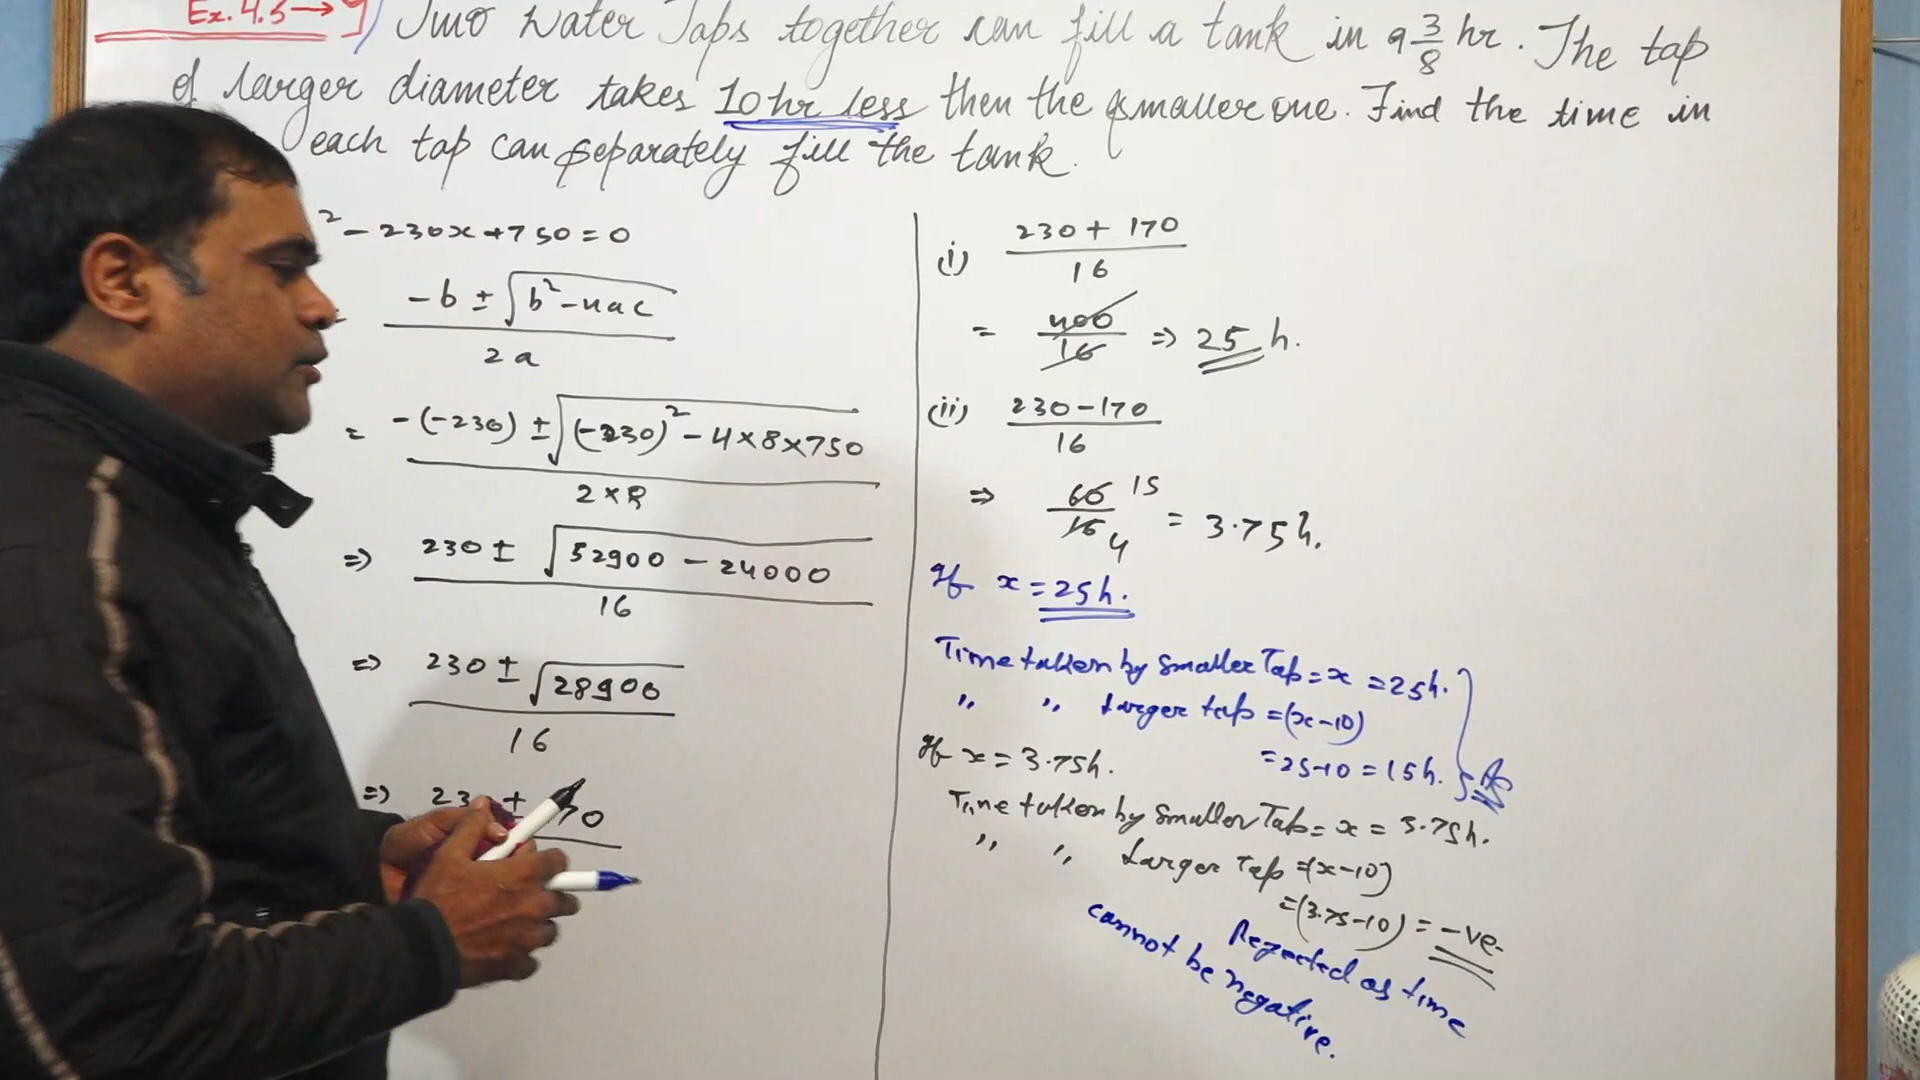 Ex. 4.3 → 9) Two Water Taps together can fill a tank in 9 3/8 hr. The tap
of larger diameter takes 10 hr less then the smaller one. Find the time in
each tap can separately fill the tank.
² - 230x + 750 = 0
-b ± √b² - 4ac
2a
= -(-230) ± √(-230)² - 4×8×750
2×8
⇒ 230 ± √52900 - 24000
16
⇒ 230 ± √28900
16
⇒ 230 ± 170
(i) 230 + 170
16
= 400/16 ⇒ 25 h.
(ii) 230 - 170
16
⇒ 60/16 15/4 = 3.75 h.
If x = 25 h.
Time taken by Smaller Tap = x = 25 h.
,, ,, Larger tap = (x-10)
= 25-10 = 15 h.
If x = 3.75 h.
Time taken by Smaller Tap = x = 3.75 h.
,, ,, Larger Tap = (x-10)
= (3.75-10) = -ve
Rejected as time
cannot be negative.